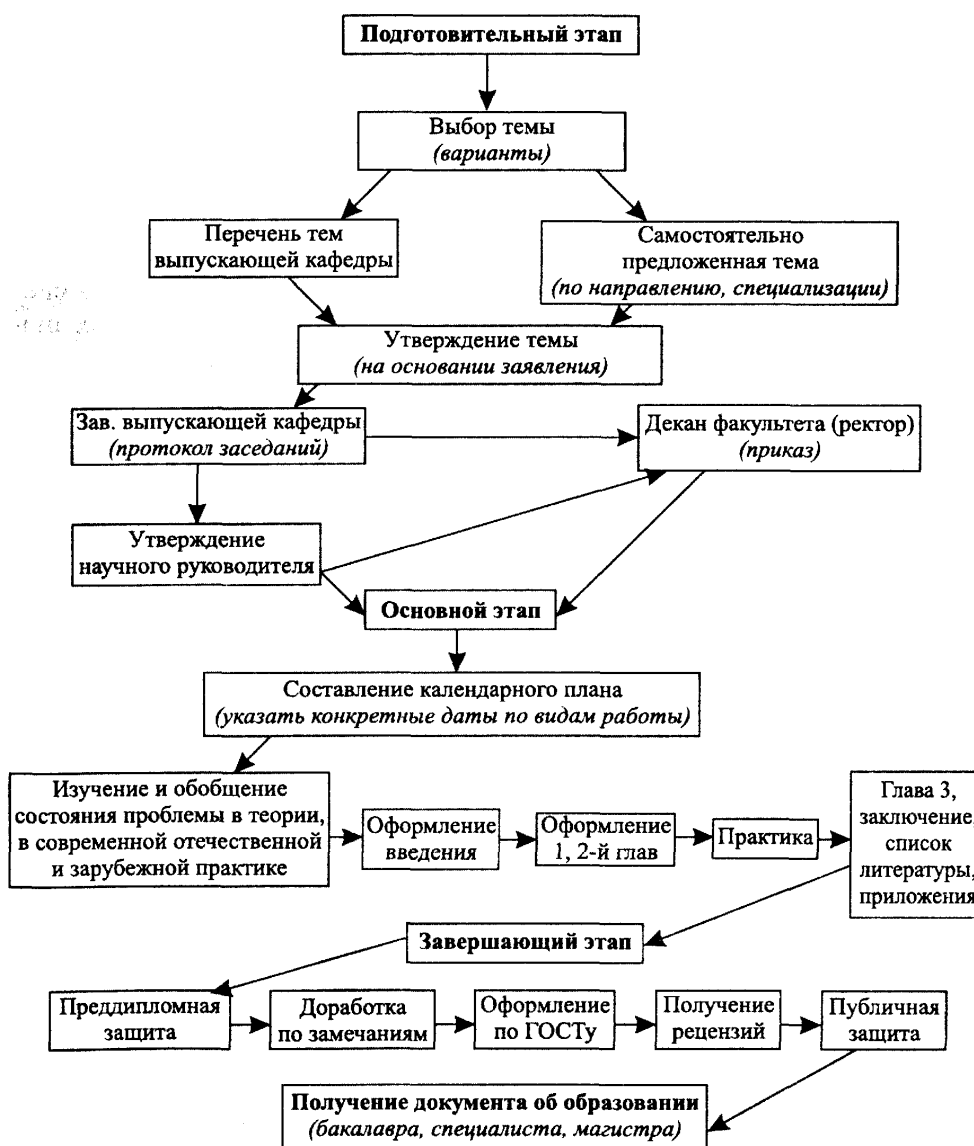 Подготовительный этап
Выбор темы
(варианты)
Перечень тем
выпускающей кафедры
Самостоятельно
предложенная тема
(по направлению, специализации)
Утверждение темы
(на основании заявления)
Зав. выпускающей кафедры
(протокол заседаний)
Декан факультета (ректор)
(приказ)
Утверждение
научного руководителя
Основной этап
Составление календарного плана
(указать конкретные даты по видам работы)
Изучение и обобщение
состояния проблемы в теории,
в современной отечественной
и зарубежной практике
Оформление
введения
Оформление
1, 2-й глав
Практика
Глава 3,
заключение,
список
литературы,
приложения
Завершающий этап
Преддипломная
защита
Доработка
по замечаниям
Оформление
по ГОСТу
Получение
рецензий
Публичная
защита
Получение документа об образовании
(бакалавра, специалиста, магистра)